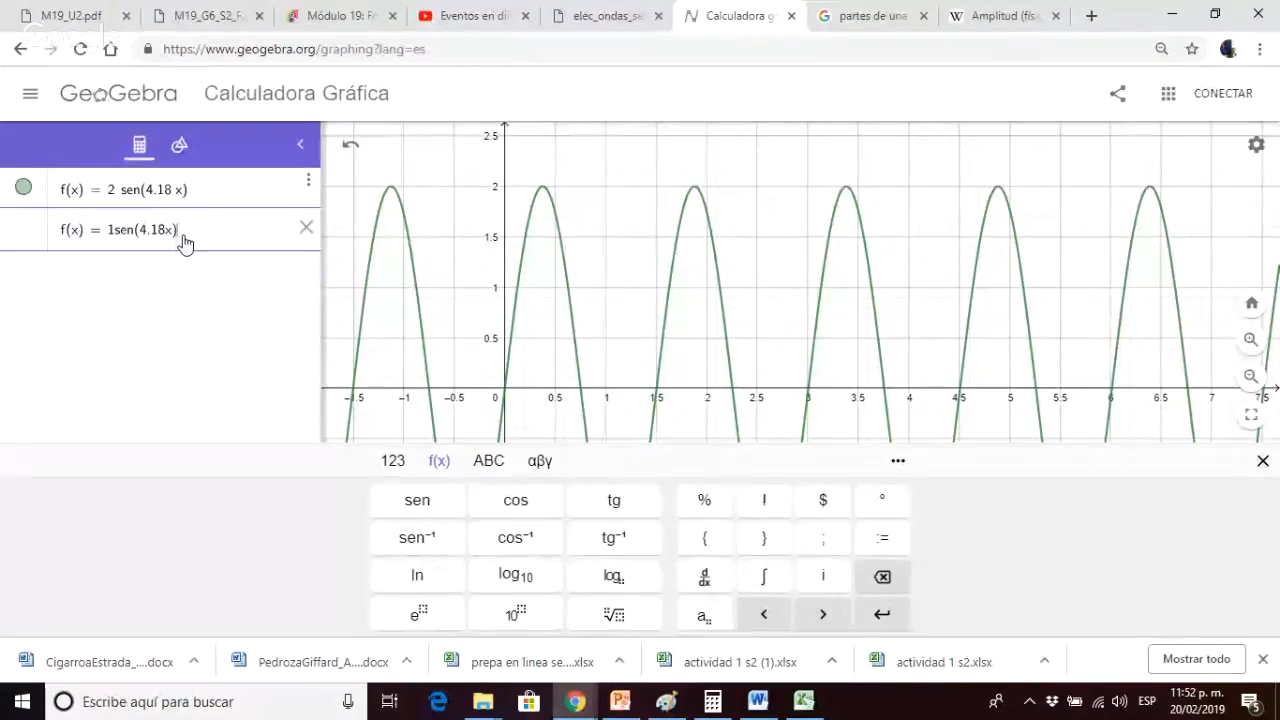 M19_U2.pdf
M19_G6_S2_R
Módulo 19: Fr
Eventos en di
elec_ondas_se
Calculadora g
partes de una
Amplitud (fís
https://www.geogebra.org/graphing?lang=es
GeoGebra
Calculadora Gráfica
CONECTAR
f(x) = 2 sen(4.18 x)
f(x) = 1sen(4.18x)
2.5
2
1.5
1
0.5
–1.5 –1 –0.5 0 0.5 1 1.5 2 2.5 3 3.5 4 4.5 5 5.5 6 6.5 7 7.5
123 f(x) ABC αβγ
sen cos tg % ! $ °
sen⁻¹ cos⁻¹ tg⁻¹ { } ; :=
ln log₁₀ log d/dx ∫ i
e 10 √ a < >
CigarroaEstrada_....docx
PedrozaGiffard_A....docx
prepa en linea se....xlsx
actividad 1 s2 (1).xlsx
actividad 1 s2.xlsx
Mostrar todo
Escribe aquí para buscar
ESP
11:52 p. m.
20/02/2019
5